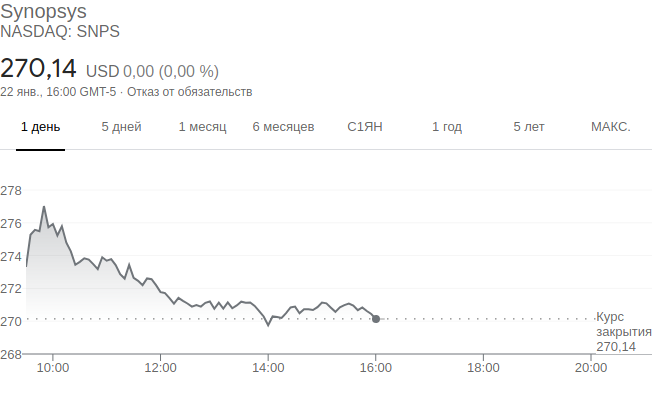 Synopsys
NASDAQ: SNPS
270,14 USD 0,00 (0,00 %)
22 янв., 16:00 GMT-5 · Отказ от обязательств
1 день 5 дней 1 месяц 6 месяцев С1ЯН 1 год 5 лет МАКС.
278
276
274
272
270
268
Курс
закрытия
270,14
10:00 12:00 14:00 16:00 18:00 20:00